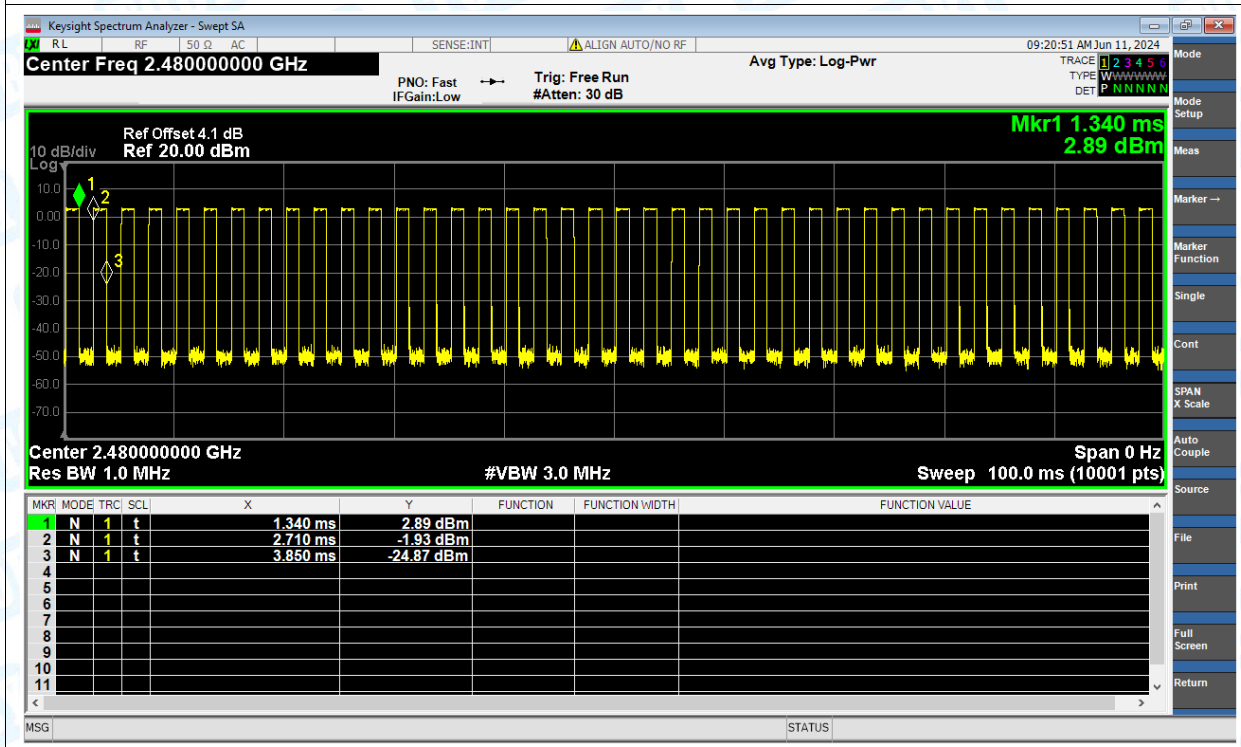 Keysight Spectrum Analyzer - Swept SA
LXI RL RF 50 Ω AC SENSE:INT ALIGN AUTO/NO RF 09:20:51 AM Jun 11, 2024
Center Freq 2.480000000 GHz
PNO: Fast
IFGain:Low
Trig: Free Run
#Atten: 30 dB
Avg Type: Log-Pwr
TRACE 1 2 3 4 5 6
TYPE WWWWWW
DET P N N N N N
Ref Offset 4.1 dB
10 dB/div Ref 20.00 dBm
Log
Mkr1 1.340 ms
2.89 dBm
10.0
0.00
-10.0
-20.0
-30.0
-40.0
-50.0
-60.0
-70.0
1
2
3
Center 2.480000000 GHz Span 0 Hz
Res BW 1.0 MHz #VBW 3.0 MHz Sweep 100.0 ms (10001 pts)
MKR MODE TRC SCL X Y FUNCTION FUNCTION WIDTH FUNCTION VALUE
1 N 1 t 1.340 ms 2.89 dBm
2 N 1 t 2.710 ms -1.93 dBm
3 N 1 t 3.850 ms -24.87 dBm
4
5
6
7
8
9
10
11
MSG STATUS
Mode
Mode
Setup
Meas
Marker →
Marker
Function
Single
Cont
SPAN
X Scale
Auto
Couple
Source
File
Print
Full
Screen
Return